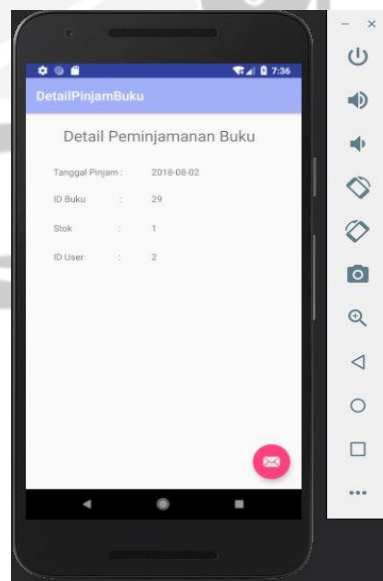 7:36
DetailPinjamBuku
Detail Peminjamanan Buku
Tanggal Pinjam : 2018-08-02
ID Buku : 29
Stok : 1
ID User : 2